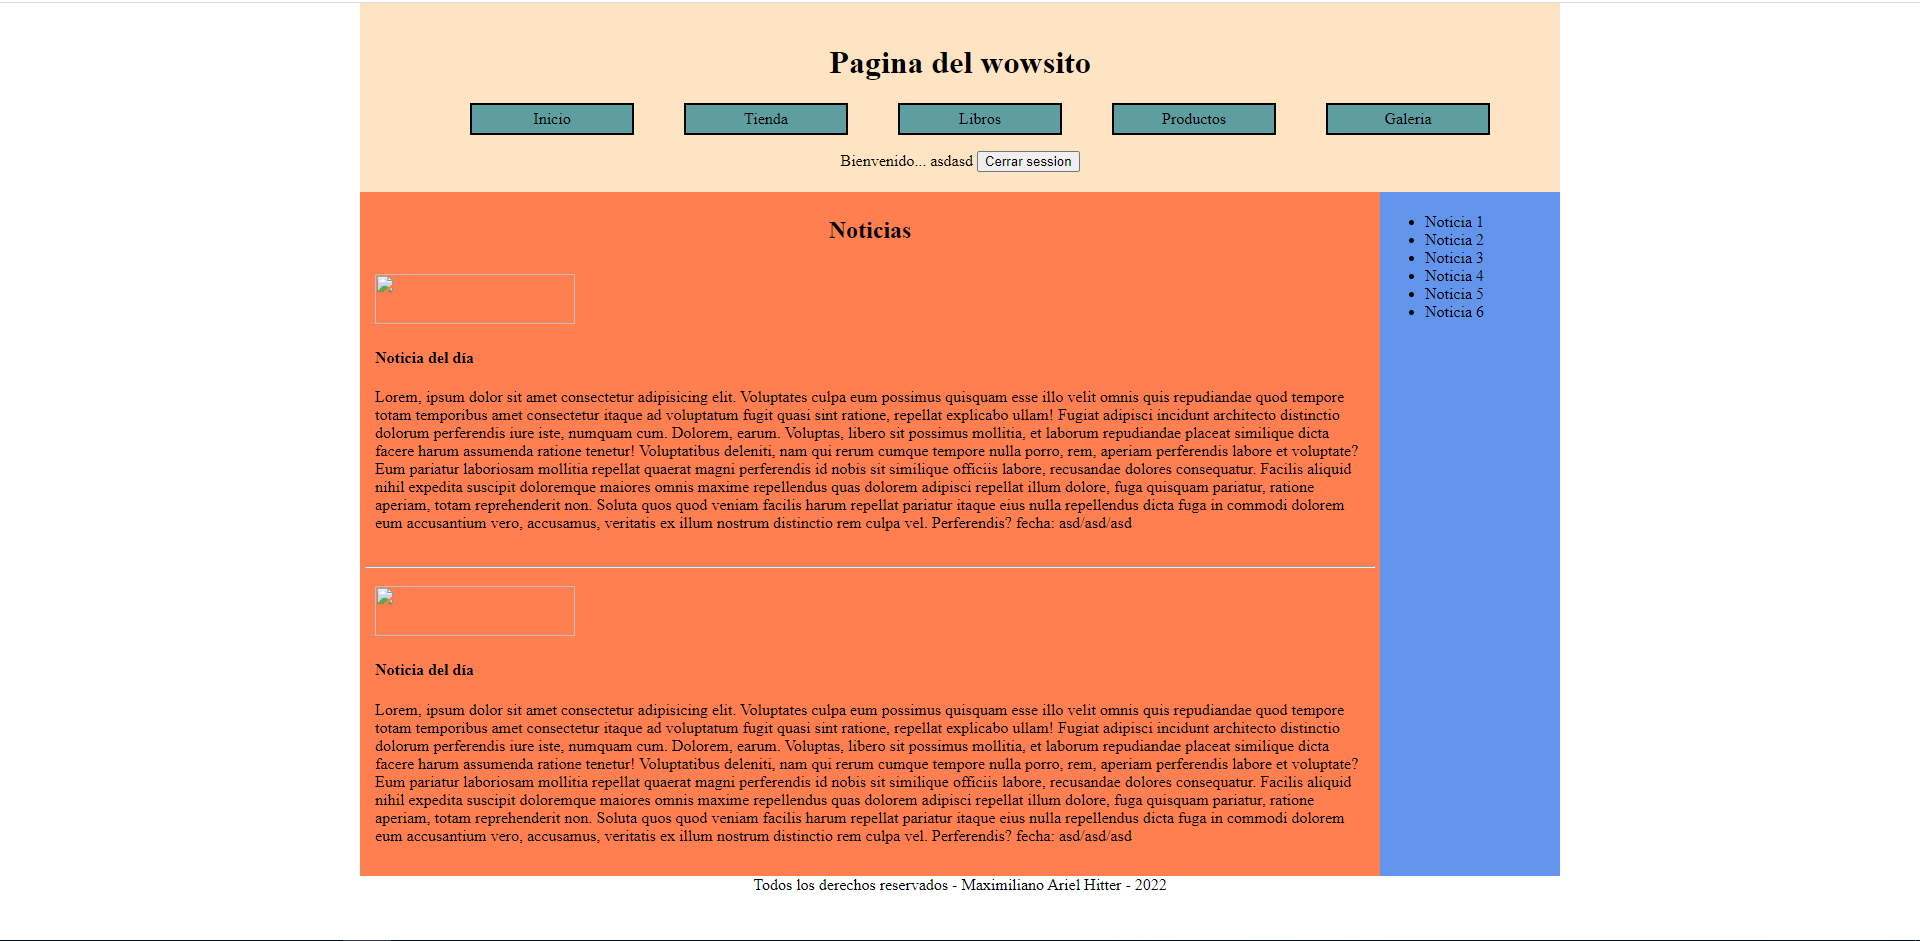 Pagina del wowsito
Inicio
Tienda
Libros
Productos
Galeria
Bienvenido... asdasd Cerrar session
Noticias
Noticia del día
Lorem, ipsum dolor sit amet consectetur adipisicing elit. Voluptates culpa eum possimus quisquam esse illo velit omnis quis repudiandae quod tempore
totam temporibus amet consectetur itaque ad voluptatum fugit quasi sint ratione, repellat explicabo ullam! Fugiat adipisci incidunt architecto distinctio
dolorum perferendis iure iste, numquam cum. Dolorem, earum. Voluptas, libero sit possimus mollitia, et laborum repudiandae placeat similique dicta
facere harum assumenda ratione tenetur! Voluptatibus deleniti, nam qui rerum cumque tempore nulla porro, rem, aperiam perferendis labore et voluptate?
Eum pariatur laboriosam mollitia repellat quaerat magni perferendis id nobis sit similique officiis labore, recusandae dolores consequatur. Facilis aliquid
nihil expedita suscipit doloremque maiores omnis maxime repellendus quas dolorem adipisci repellat illum dolore, fuga quisquam pariatur, ratione
aperiam, totam reprehenderit non. Soluta quos quod veniam facilis harum repellat pariatur itaque eius nulla repellendus dicta fuga in commodi dolorem
eum accusantium vero, accusamus, veritatis ex illum nostrum distinctio rem culpa vel. Perferendis? fecha: asd/asd/asd
Noticia del día
Lorem, ipsum dolor sit amet consectetur adipisicing elit. Voluptates culpa eum possimus quisquam esse illo velit omnis quis repudiandae quod tempore
totam temporibus amet consectetur itaque ad voluptatum fugit quasi sint ratione, repellat explicabo ullam! Fugiat adipisci incidunt architecto distinctio
dolorum perferendis iure iste, numquam cum. Dolorem, earum. Voluptas, libero sit possimus mollitia, et laborum repudiandae placeat similique dicta
facere harum assumenda ratione tenetur! Voluptatibus deleniti, nam qui rerum cumque tempore nulla porro, rem, aperiam perferendis labore et voluptate?
Eum pariatur laboriosam mollitia repellat quaerat magni perferendis id nobis sit similique officiis labore, recusandae dolores consequatur. Facilis aliquid
nihil expedita suscipit doloremque maiores omnis maxime repellendus quas dolorem adipisci repellat illum dolore, fuga quisquam pariatur, ratione
aperiam, totam reprehenderit non. Soluta quos quod veniam facilis harum repellat pariatur itaque eius nulla repellendus dicta fuga in commodi dolorem
eum accusantium vero, accusamus, veritatis ex illum nostrum distinctio rem culpa vel. Perferendis? fecha: asd/asd/asd
Noticia 1
Noticia 2
Noticia 3
Noticia 4
Noticia 5
Noticia 6
Todos los derechos reservados - Maximiliano Ariel Hitter - 2022